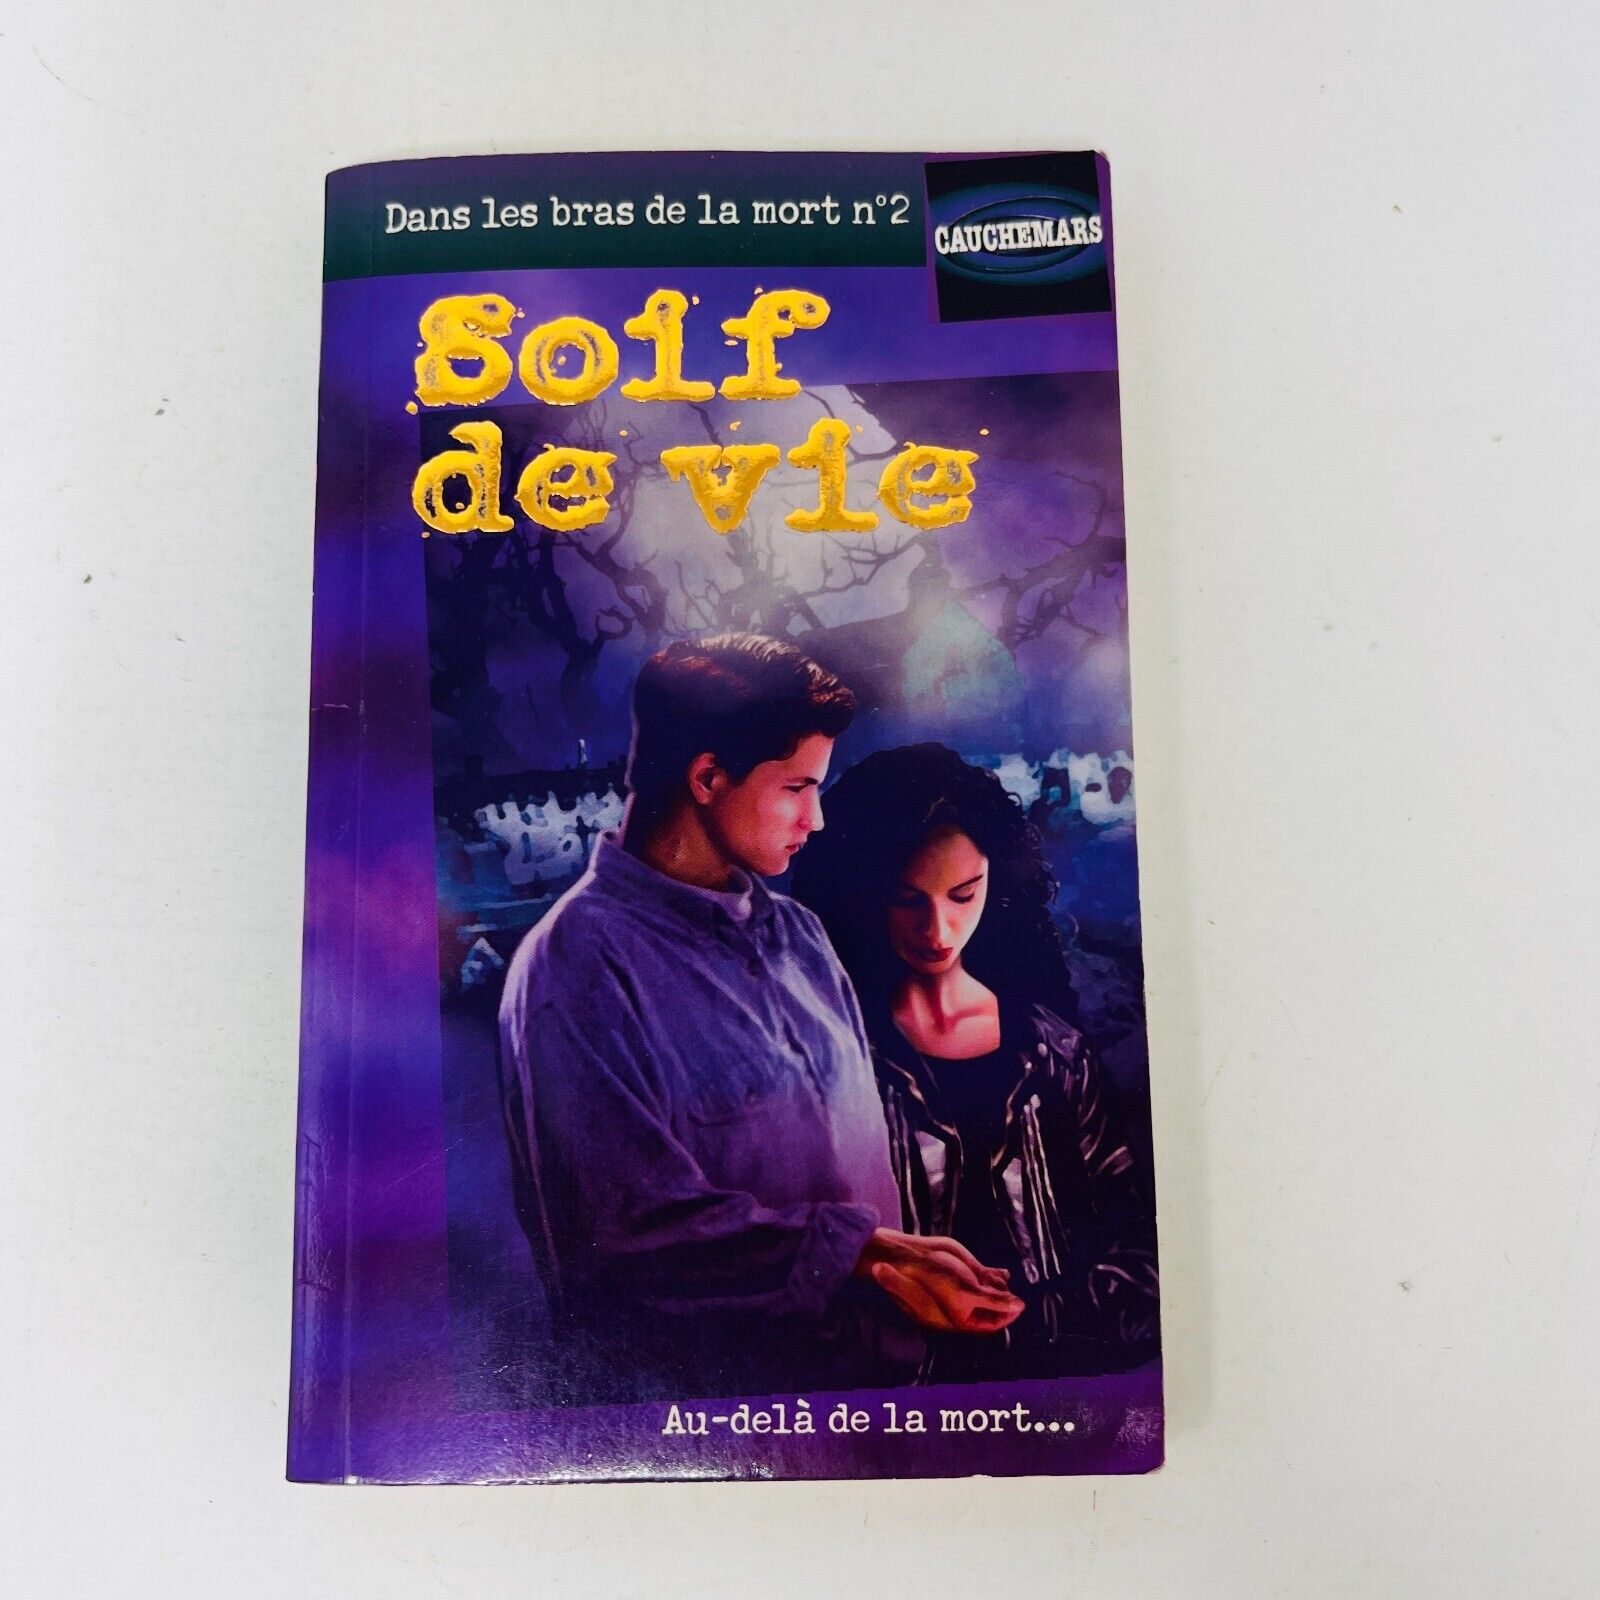 Dans les bras de la mort n°2
CAUCHEMARS
Soif
de vie
Au-delà de la mort...